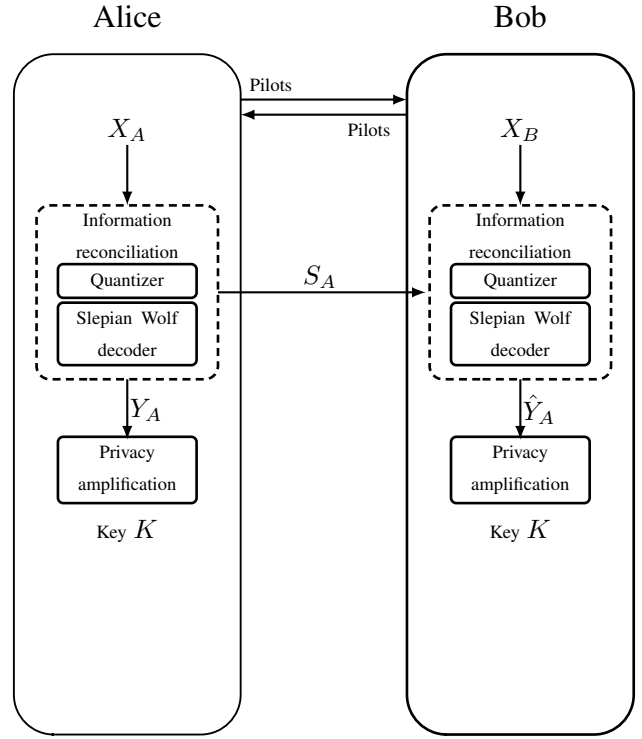 Alice
Bob
Pilots
Pilots
X_A
X_B
Information
reconciliation
Quantizer
Slepian Wolf
decoder
S_A
Information
reconciliation
Quantizer
Slepian Wolf
decoder
Y_A
Ŷ_A
Privacy
amplification
Key K
Privacy
amplification
Key K